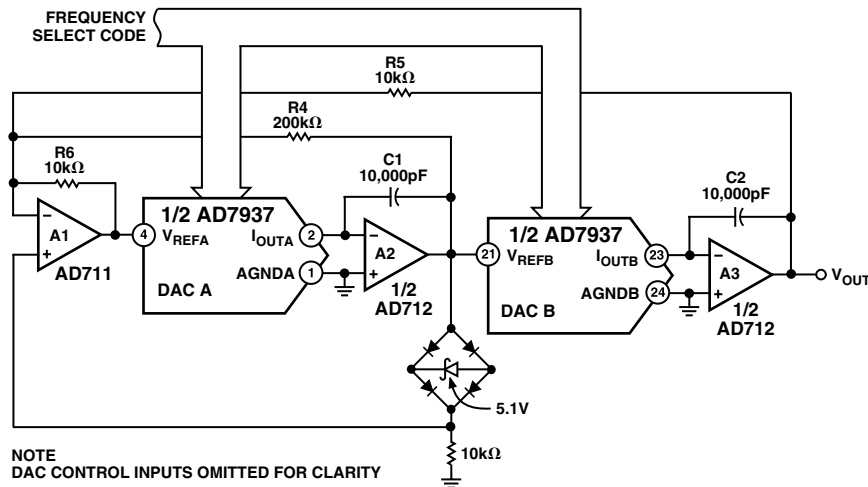 FREQUENCY
SELECT CODE
R5
10kΩ
R4
200kΩ
R6
10kΩ
C1
10,000pF
C2
10,000pF
A1
AD711
1/2 AD7937
4
VREFA
IOUTA
2
AGNDA
1
DAC A
A2
1/2
AD712
1/2 AD7937
21
VREFB
IOUTB
23
AGNDB
24
DAC B
A3
1/2
AD712
VOUT
5.1V
10kΩ
NOTE
DAC CONTROL INPUTS OMITTED FOR CLARITY